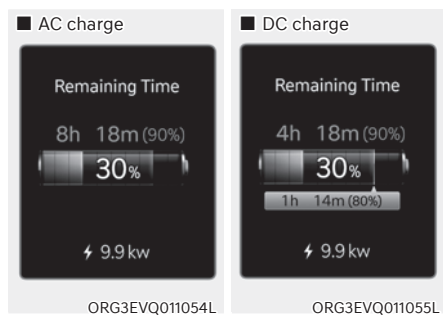 ■ AC charge
Remaining Time
8h 18m (90%)
30%
9.9 kw
ORG3EVQ011054L
■ DC charge
Remaining Time
4h 18m (90%)
30%
1h 14m (80%)
9.9 kw
ORG3EVQ011055L